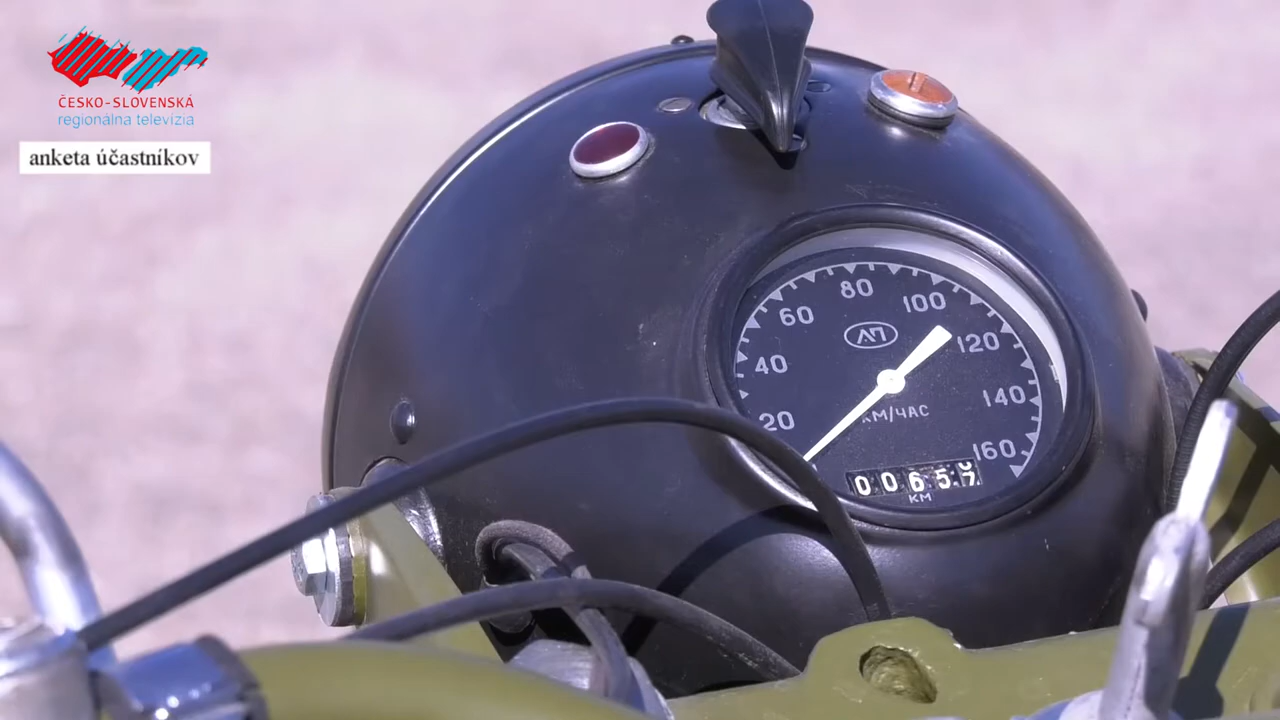 ČESKO-SLOVENSKÁ
regionálna televízia
anketa účastníkov
20
40
60
80
100
120
140
160
ЛП
КМ/ЧАС
0065
КМ